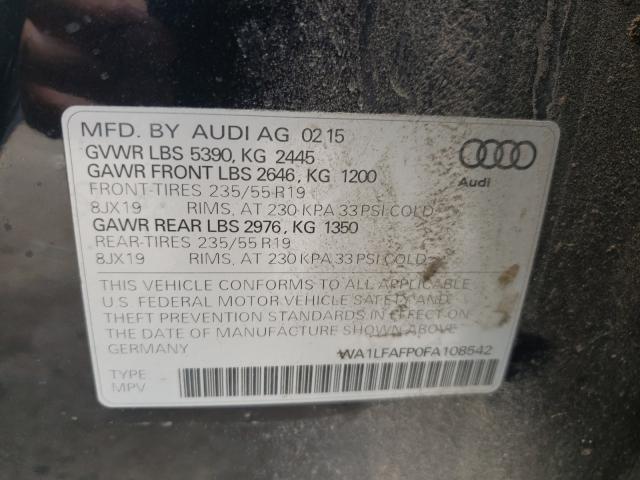 MFD. BY AUDI AG 02 15
GVWR LBS 5390, KG 2445
GAWR FRONT LBS 2646, KG 1200
FRONT-TIRES 235/55 R19
8JX19 RIMS, AT 230 KPA 33 PSI COLD
GAWR REAR LBS 2976, KG 1350
REAR-TIRES 235/55 R19
8JX19 RIMS, AT 230 KPA 33 PSI COLD
Audi
THIS VEHICLE CONFORMS TO ALL APPLICABLE
U.S. FEDERAL MOTOR VEHICLE SAFETY AND
THEFT PREVENTION STANDARDS IN EFFECT ON
THE DATE OF MANUFACTURE SHOWN ABOVE.
GERMANY WA1LFAFP0FA108542
TYPE
MPV